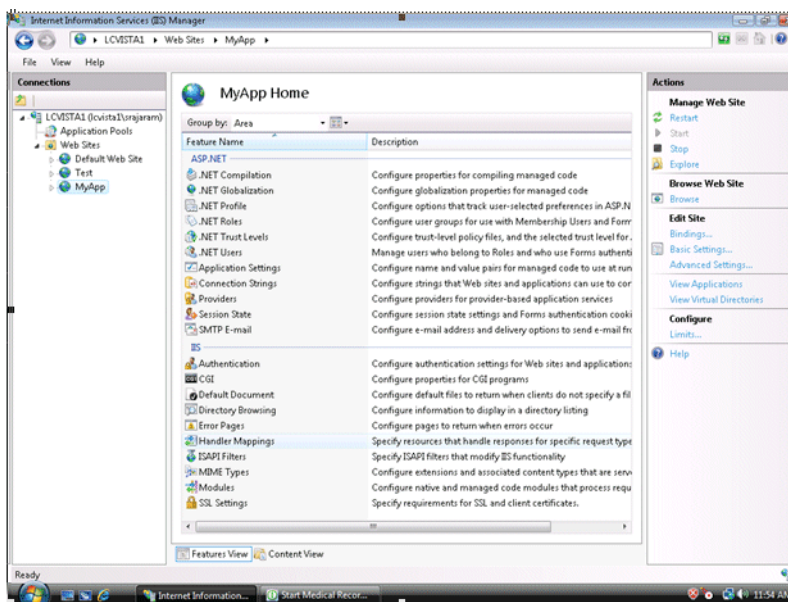 Internet Information Services (IIS) Manager
LCVISTA1 Web Sites MyApp
File View Help
Connections
LCVISTA1 (lcvista1\srajaram)
Application Pools
Web Sites
Default Web Site
Test
MyApp
MyApp Home
Group by: Area
Feature Name Description
ASP.NET
.NET Compilation Configure properties for compiling managed code
.NET Globalization Configure globalization properties for managed code
.NET Profile Configure options that track user-selected preferences in ASP.N
.NET Roles Configure user groups for use with Membership Users and Form
.NET Trust Levels Configure trust-level policy files, and the selected trust level for
.NET Users Manage users who belong to Roles and who use Forms authenti
Application Settings Configure name and value pairs for managed code to use at run
Connection Strings Configure strings that Web sites and applications can use to cor
Providers Configure providers for provider-based application services
Session State Configure session state settings and Forms authentication cooki
SMTP E-mail Configure e-mail address and delivery options to send e-mail frc
IIS
Authentication Configure authentication settings for Web sites and applications
CGI Configure properties for CGI programs
Default Document Configure default files to return when clients do not specify a fil
Directory Browsing Configure information to display in a directory listing
Error Pages Configure pages to return when errors occur
Handler Mappings Specify resources that handle responses for specific request type
ISAPI Filters Specify ISAPI filters that modify IIS functionality
MIME Types Configure extensions and associated content types that are serv
Modules Configure native and managed code modules that process requ
SSL Settings Specify requirements for SSL and client certificates.
Features View Content View
Actions
Manage Web Site
Restart
Start
Stop
Explore
Browse Web Site
Browse
Edit Site
Bindings...
Basic Settings...
Advanced Settings...
View Applications
View Virtual Directories
Configure
Limits...
Help
Ready
Internet Information... Start Medical Recor... 11:54 AM